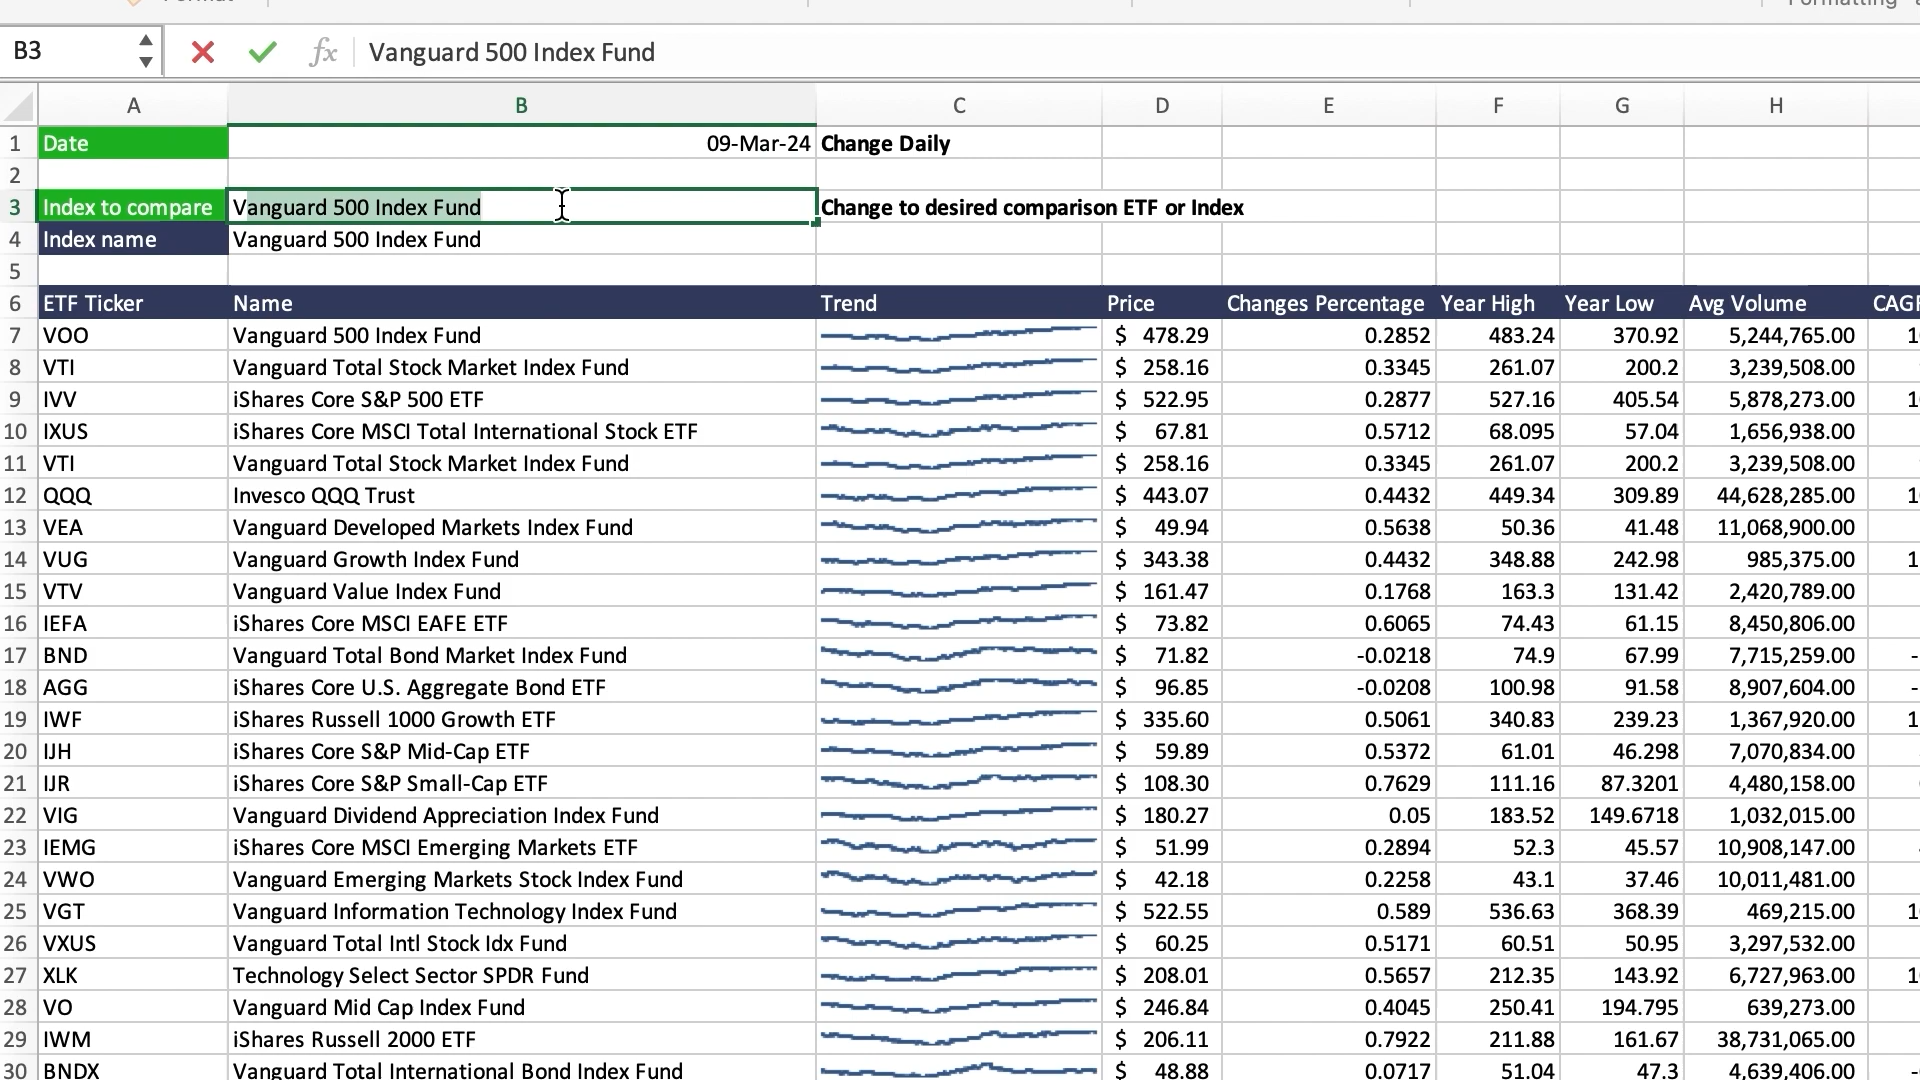 B3 fx Vanguard 500 Index Fund
A B C D E F G H
1 Date 09-Mar-24 Change Daily
2
3 Index to compare Vanguard 500 Index Fund Change to desired comparison ETF or Index
4 Index name Vanguard 500 Index Fund
5
6 ETF Ticker Name Trend Price Changes Percentage Year High Year Low Avg Volume
7 VOO Vanguard 500 Index Fund $ 478.29 0.2852 483.24 370.92 5,244,765.00
8 VTI Vanguard Total Stock Market Index Fund $ 258.16 0.3345 261.07 200.2 3,239,508.00
9 IVV iShares Core S&P 500 ETF $ 522.95 0.2877 527.16 405.54 5,878,273.00
10 IXUS iShares Core MSCI Total International Stock ETF $ 67.81 0.5712 68.095 57.04 1,656,938.00
11 VTI Vanguard Total Stock Market Index Fund $ 258.16 0.3345 261.07 200.2 3,239,508.00
12 QQQ Invesco QQQ Trust $ 443.07 0.4432 449.34 309.89 44,628,285.00
13 VEA Vanguard Developed Markets Index Fund $ 49.94 0.5638 50.36 41.48 11,068,900.00
14 VUG Vanguard Growth Index Fund $ 343.38 0.4432 348.88 242.98 985,375.00
15 VTV Vanguard Value Index Fund $ 161.47 0.1768 163.3 131.42 2,420,789.00
16 IEFA iShares Core MSCI EAFE ETF $ 73.82 0.6065 74.43 61.15 8,450,806.00
17 BND Vanguard Total Bond Market Index Fund $ 71.82 -0.0218 74.9 67.99 7,715,259.00
18 AGG iShares Core U.S. Aggregate Bond ETF $ 96.85 -0.0208 100.98 91.58 8,907,604.00
19 IWF iShares Russell 1000 Growth ETF $ 335.60 0.5061 340.83 239.23 1,367,920.00
20 IJH iShares Core S&P Mid-Cap ETF $ 59.89 0.5372 61.01 46.298 7,070,834.00
21 IJR iShares Core S&P Small-Cap ETF $ 108.30 0.7629 111.16 87.3201 4,480,158.00
22 VIG Vanguard Dividend Appreciation Index Fund $ 180.27 0.05 183.52 149.6718 1,032,015.00
23 IEMG iShares Core MSCI Emerging Markets ETF $ 51.99 0.2894 52.3 45.57 10,908,147.00
24 VWO Vanguard Emerging Markets Stock Index Fund $ 42.18 0.2258 43.1 37.46 10,011,481.00
25 VGT Vanguard Information Technology Index Fund $ 522.55 0.589 536.63 368.39 469,215.00
26 VXUS Vanguard Total Intl Stock Idx Fund $ 60.25 0.5171 60.51 50.95 3,297,532.00
27 XLK Technology Select Sector SPDR Fund $ 208.01 0.5657 212.35 143.92 6,727,963.00
28 VO Vanguard Mid Cap Index Fund $ 246.84 0.4045 250.41 194.795 639,273.00
29 IWM iShares Russell 2000 ETF $ 206.11 0.7922 211.88 161.67 38,731,065.00
30 BNDX Vanguard Total International Bond Index Fund $ 48.88 0.0717 51.04 47.3 4,639,406.00